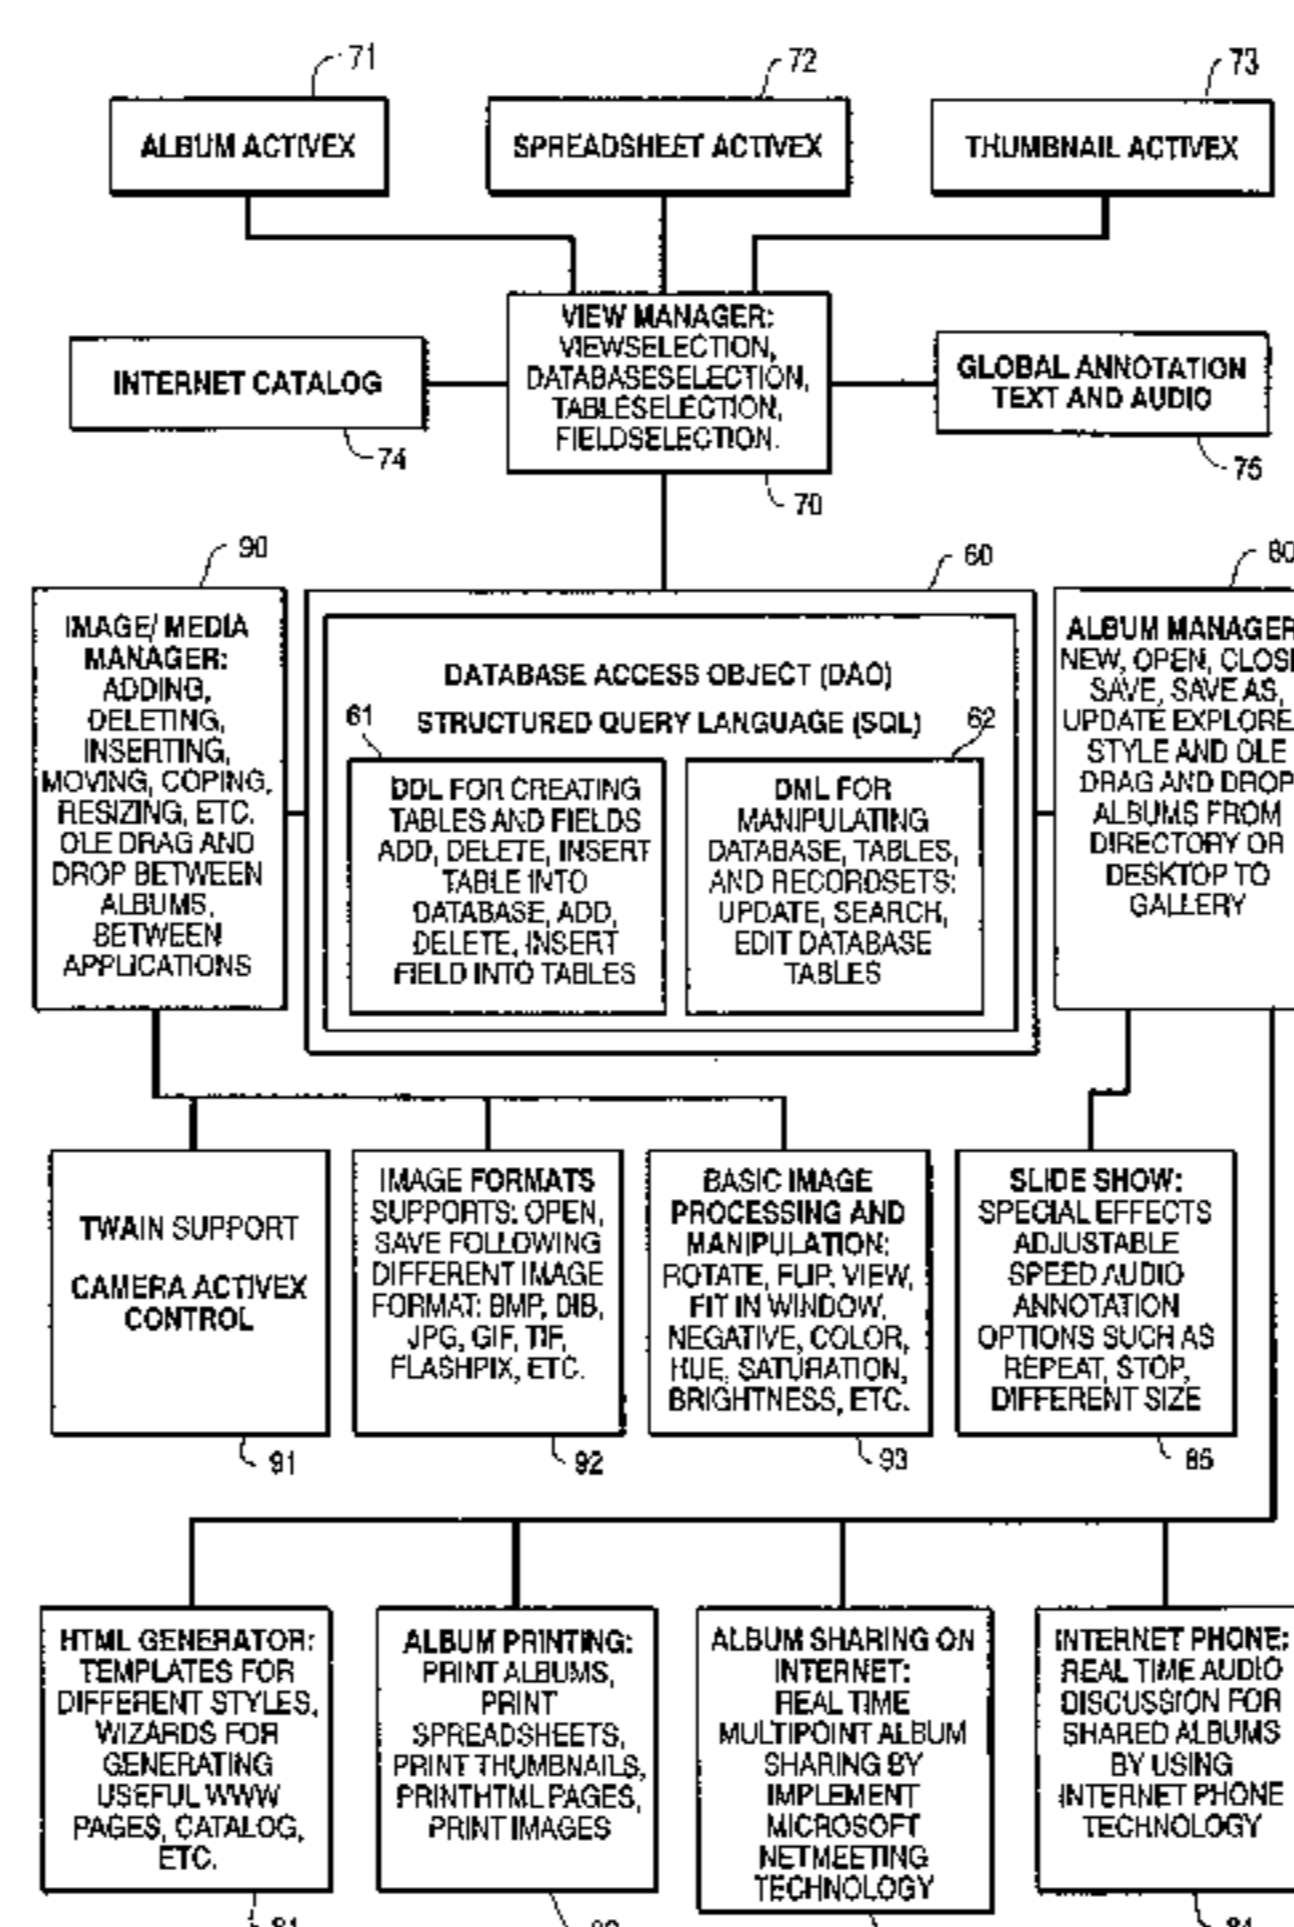 71
72
73
ALBUM ACTIVEX
SPREADSHEET ACTIVEX
THUMBNAIL ACTIVEX
VIEW MANAGER:
VIEWSELECTION,
DATABASESELECTION,
TABLESELECTION,
FIELDSELECTION.
70
INTERNET CATALOG
74
GLOBAL ANNOTATION
TEXT AND AUDIO
75
90
IMAGE/ MEDIA
MANAGER:
ADDING,
DELETING,
INSERTING,
MOVING, COPING,
RESIZING, ETC.
OLE DRAG AND
DROP BETWEEN
ALBUMS,
BETWEEN
APPLICATIONS
60
DATABASE ACCESS OBJECT (DAO)
STRUCTURED QUERY LANGUAGE (SQL)
61
DDL FOR CREATING
TABLES AND FIELDS
ADD, DELETE, INSERT
TABLE INTO
DATABASE, ADD,
DELETE, INSERT
FIELD INTO TABLES
62
DML FOR
MANIPULATING
DATABASE, TABLES,
AND RECORDSETS:
UPDATE, SEARCH,
EDIT DATABASE
TABLES
80
ALBUM MANAGER
NEW, OPEN, CLOS
SAVE, SAVE AS,
UPDATE EXPLORE
STYLE AND OLE
DRAG AND DROP
ALBUMS FROM
DIRECTORY OR
DESKTOP TO
GALLERY
TWAIN SUPPORT
CAMERA ACTIVEX
CONTROL
91
IMAGE FORMATS
SUPPORTS: OPEN,
SAVE FOLLOWING
DIFFERENT IMAGE
FORMAT: BMP, DIB,
JPG, GIF, TIF,
FLASHPIX, ETC.
92
BASIC IMAGE
PROCESSING AND
MANIPULATION:
ROTATE, FLIP, VIEW,
FIT IN WINDOW,
NEGATIVE, COLOR,
HUE, SATURATION,
BRIGHTNESS, ETC.
93
SLIDE SHOW:
SPECIAL EFFECTS
ADJUSTABLE
SPEED AUDIO
ANNOTATION
OPTIONS SUCH AS
REPEAT, STOP,
DIFFERENT SIZE
85
HTML GENERATOR:
TEMPLATES FOR
DIFFERENT STYLES,
WIZARDS FOR
GENERATING
USEFUL WWW
PAGES, CATALOG,
ETC.
81
ALBUM PRINTING:
PRINT ALBUMS,
PRINT
SPREADSHEETS,
PRINT THUMBNAILS,
PRINTHTML PAGES,
PRINT IMAGES
ALBUM SHARING ON
INTERNET:
REAL TIME
MULTIPOINT ALBUM
SHARING BY
IMPLEMENT
MICROSOFT
NETMEETING
TECHNOLOGY
INTERNET PHONE:
REAL TIME AUDIO
DISCUSSION FOR
SHARED ALBUMS
BY USING
INTERNET PHONE
TECHNOLOGY
84